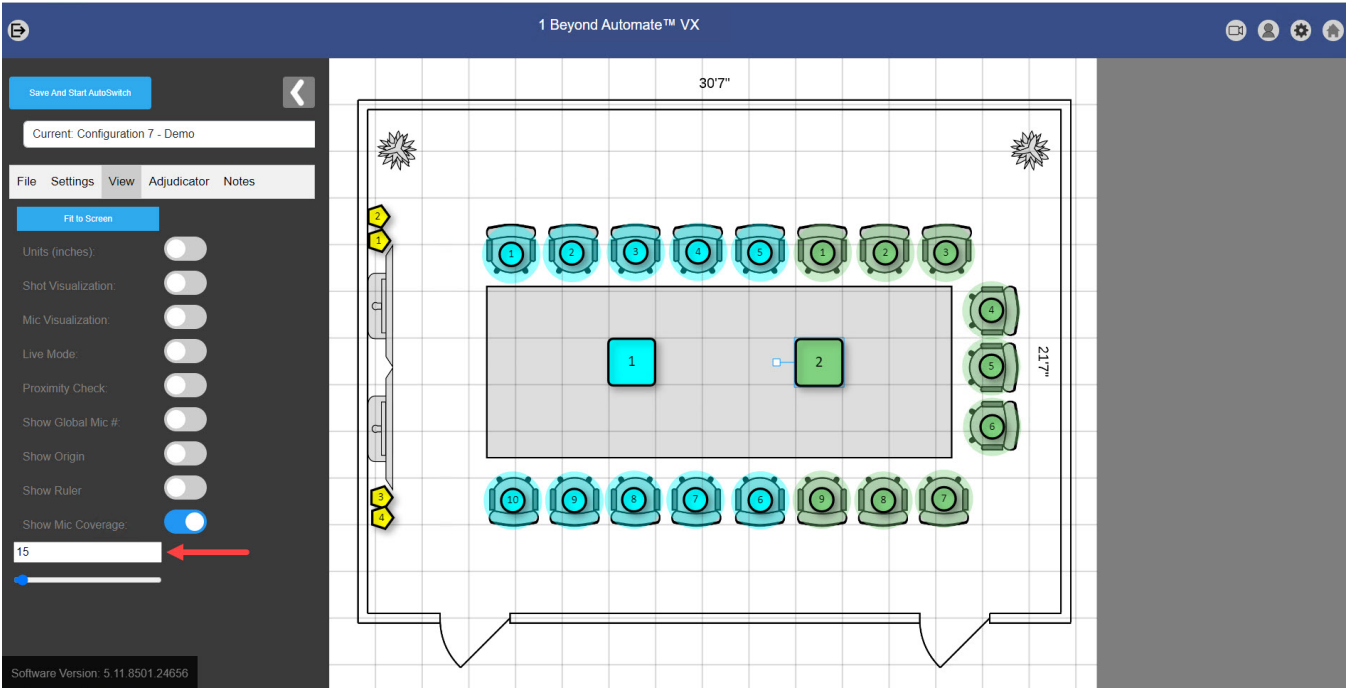 1 Beyond Automate™ VX
Save And Start AutoSwitch
Current: Configuration 7 - Demo
File Settings View Adjudicator Notes
Fit to Screen
Units (inches):
Shot Visualization:
Mic Visualization:
Live Mode:
Proximity Check:
Show Global Mic #:
Show Origin
Show Ruler
Show Mic Coverage:
15
Software Version: 5.11.8501.24656
30'7"
2
1
1 2 3 4 5 1 2 3
4
1 2
5
21'7"
6
3
4
10 9 8 7 6 9 8 7